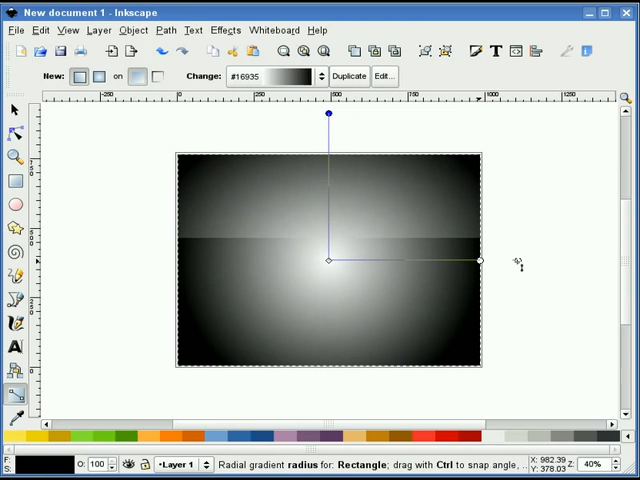 New document 1 - Inkscape
File Edit View Layer Object Path Text Effects Whiteboard Help
New: on Change: #16935 Duplicate Edit...
-250 0 250 500 750 1000 1250
A
F:
S: O: 100 Layer 1 Radial gradient radius for: Rectangle; drag with Ctrl to snap angle, ... X: 982.39
Y: 378.03 Z: 40%